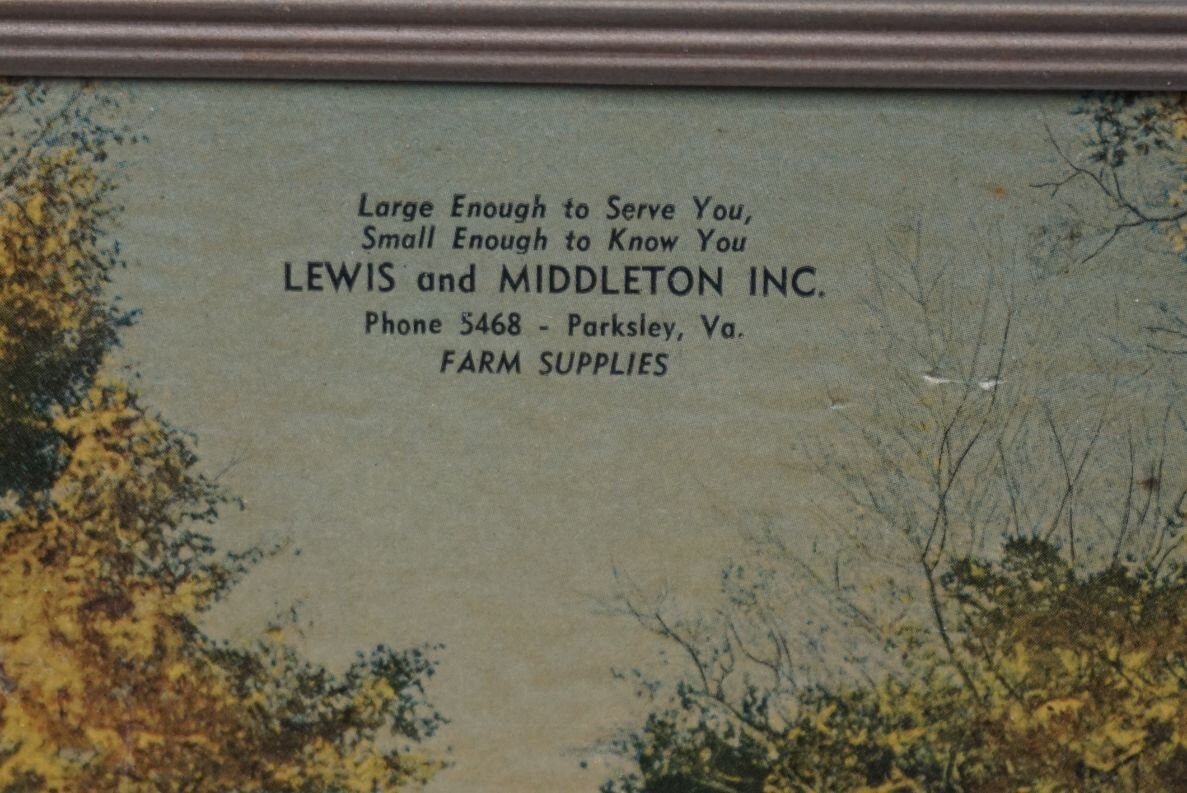 Large Enough to Serve You,
Small Enough to Know You
LEWIS and MIDDLETON INC.
Phone 5468 - Parksley, Va.
FARM SUPPLIES